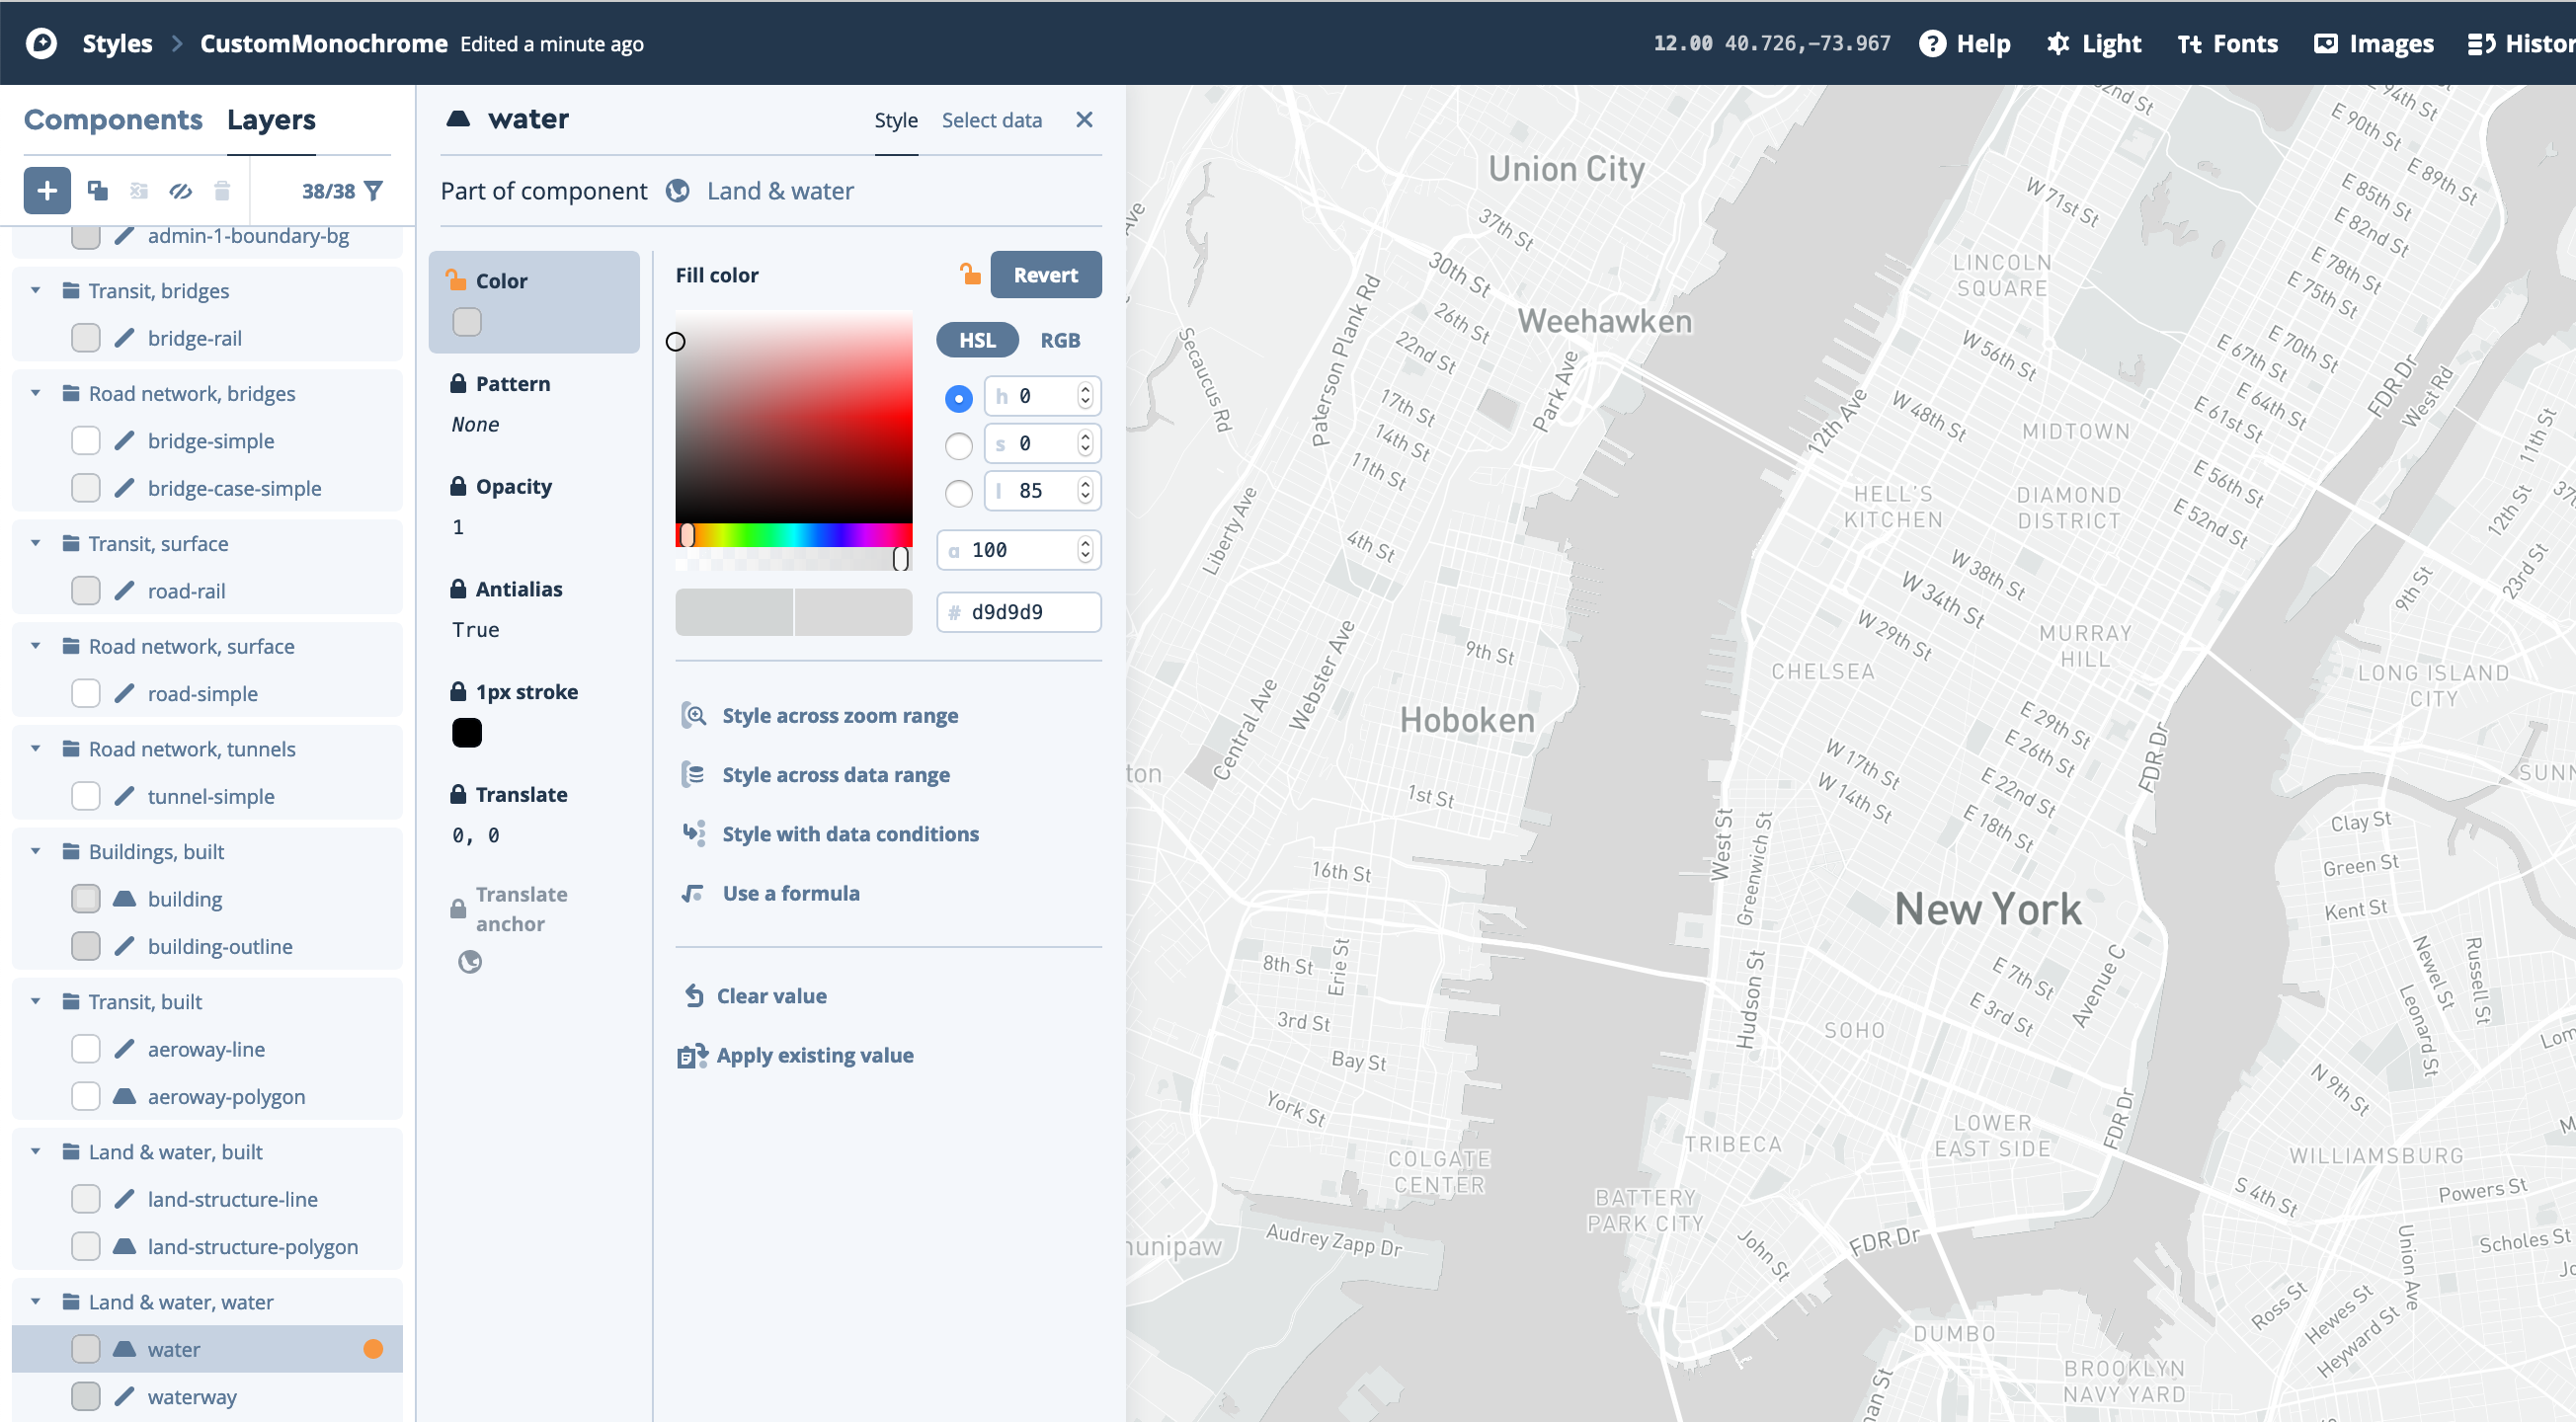 Styles > CustomMonochrome Edited a minute ago
12.00 40.726,-73.967
Help
Light
Tt Fonts
Images
Histor
Components
Layers
38/38
admin-1-boundary-bg
Transit, bridges
bridge-rail
Road network, bridges
bridge-simple
bridge-case-simple
Transit, surface
road-rail
Road network, surface
road-simple
Road network, tunnels
tunnel-simple
Buildings, built
building
building-outline
Transit, built
aeroway-line
aeroway-polygon
Land & water, built
land-structure-line
land-structure-polygon
Land & water, water
water
waterway
water
Style
Select data
Part of component
Land & water
Color
Pattern
None
Opacity
1
Antialias
True
1px stroke
Translate
0, 0
Translate
anchor
Fill color
Revert
HSL
RGB
h 0
s 0
l 85
a 100
# d9d9d9
Style across zoom range
Style across data range
Style with data conditions
Use a formula
Clear value
Apply existing value
Union City
37th St
30th St
26th St
22nd St
Weehawken
Park Ave
Paterson Plank Rd
Secaucus Rd
17th St
14th St
11th St
Liberty Ave
4th St
9th St
Webster Ave
Central Ave
Hoboken
1st St
ton
16th St
8th St
Erie St
3rd St
Bay St
York St
COLGATE
CENTER
Audrey Zapp Dr
nunipaw
Ave
2nd St
94th St
E 90th St
E 89th St
W 71st St
E 85th St
E 82nd St
E 78th St
E 75th St
LINCOLN
SQUARE
W 56th St
E 70th St
E 67th St
E 64th St
E 61st St
FDR Dr
West Rd
11th St
12th Ave
W 48th St
MIDTOWN
E 56th St
E 52nd St
HELL'S
KITCHEN
DIAMOND
DISTRICT
12th St
37t
23rd St
9th St
W 38th St
W 34th St
W 29th St
MURRAY
HILL
CHELSEA
LONG ISLAND
CITY
E 29th St
E 26th St
E 22nd St
E 18th St
W 17th St
W 14th St
FDR Dr
SUNN
West St
Greenwich St
Clay St
Green St
Kent St
New York
Newel St
Russell St
Leonard St
E 7th St
E 3rd St
Avenue C
Hudson St
SOHO
Lom
N 9th St
FDR Dr
LOWER
EAST SIDE
TRIBECA
WILLIAMSBURG
BATTERY
PARK CITY
S 4th St
Powers St
John St
FDR Dr
Union Ave
Scholes St
Ross St
Hewes St
Heyward St
DUMBO
BROOKLYN
NAVY YARD